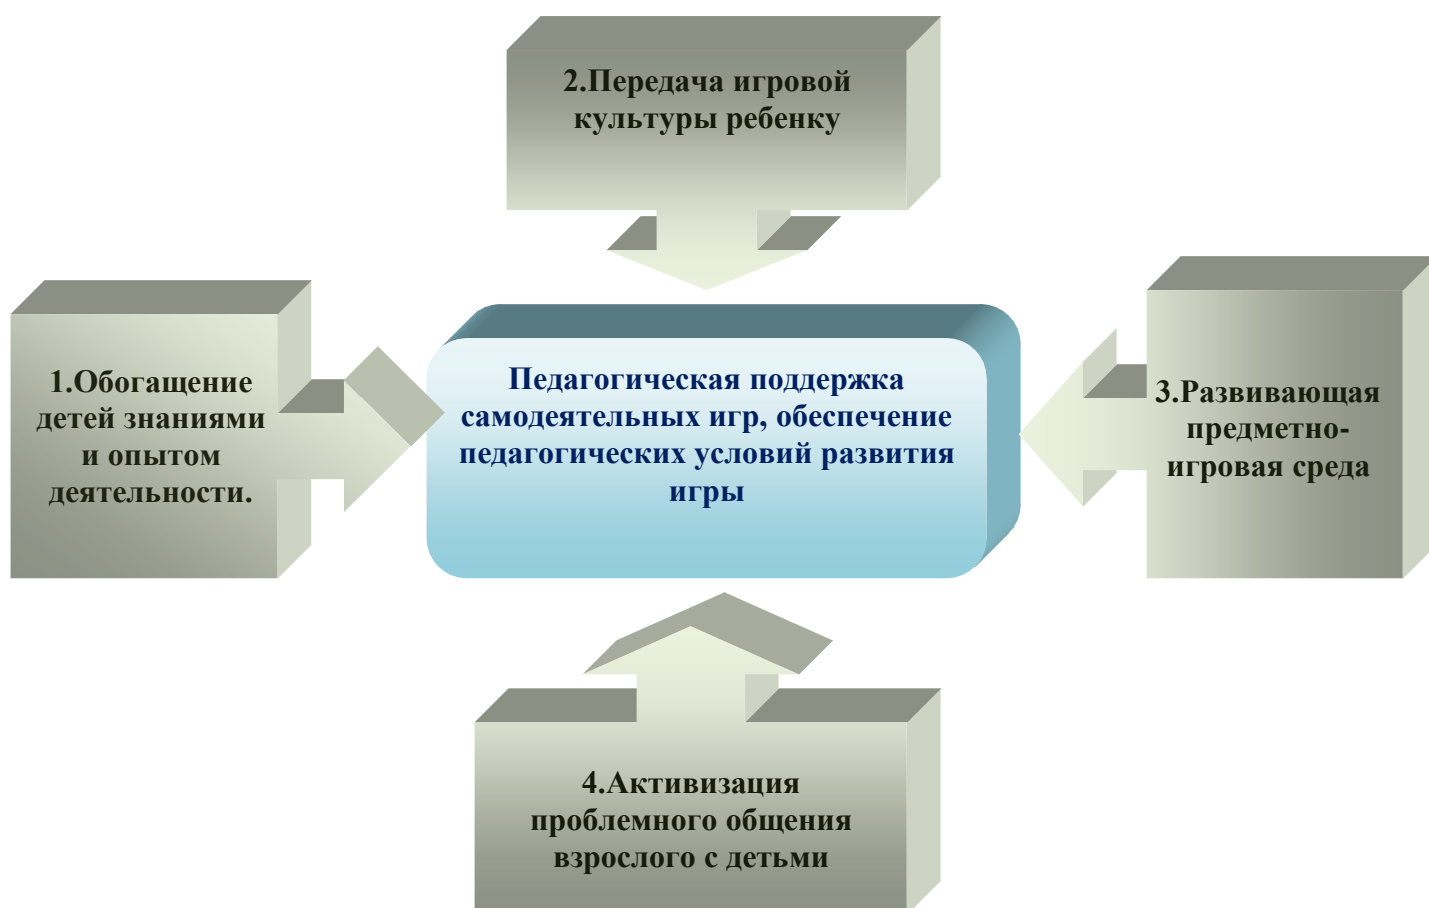 2.Передача игровой
культуры ребенку
1.Обогащение
детей знаниями
и опытом
деятельности.
Педагогическая поддержка
самодеятельных игр, обеспечение
педагогических условий развития
игры
3.Развивающая
предметно-
игровая среда
4.Активизация
проблемного общения
взрослого с детьми